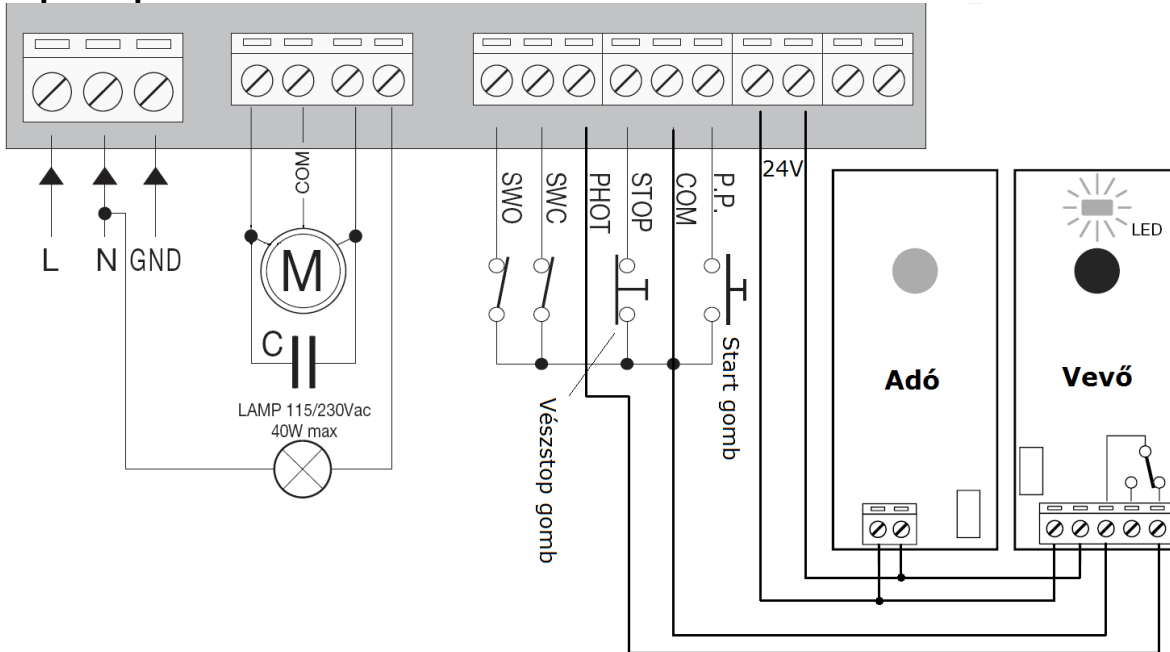 L
N
GND
COM
M
C
LAMP 115/230Vac
40W max
SWO
SWC
PHOT
STOP
COM
P.P.
24V
Vészstop gomb
Start gomb
Adó
LED
Vevő